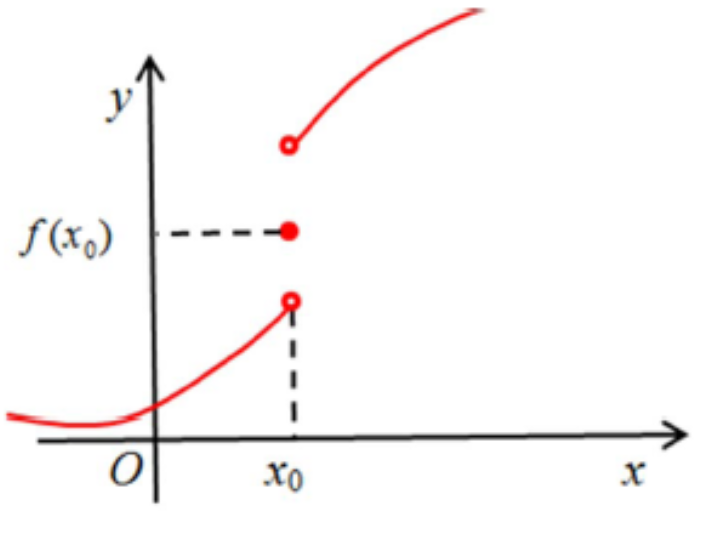 y
f(x₀)
O x₀ x